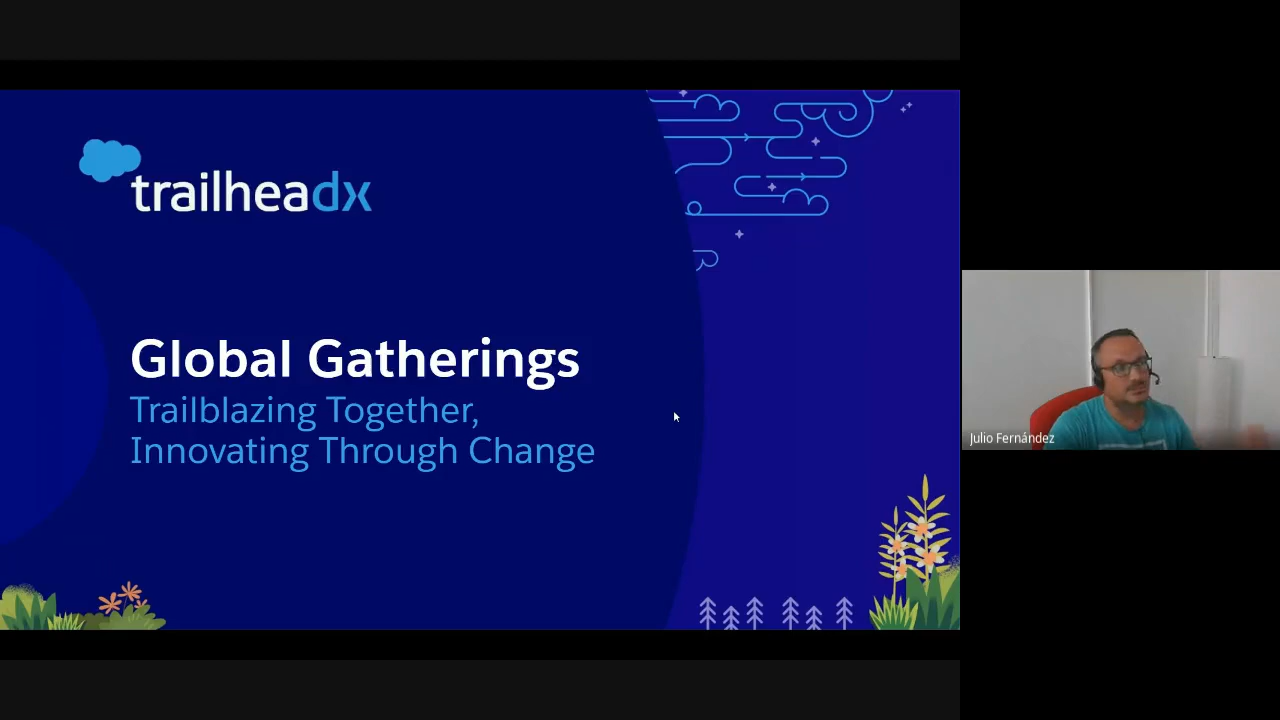 trailheadx
Global Gatherings
Trailblazing Together,
Innovating Through Change
Julio Fernández